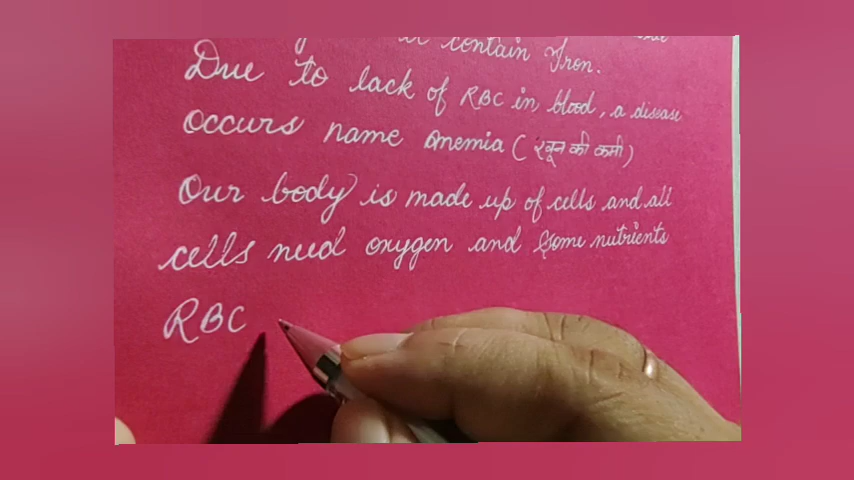 contain Iron.
Due to lack of RBC in blood, a disease
occurs name anemia (खून की कमी)
Our body is made up of cells and all
cells need oxygen and some nutrients
RBC